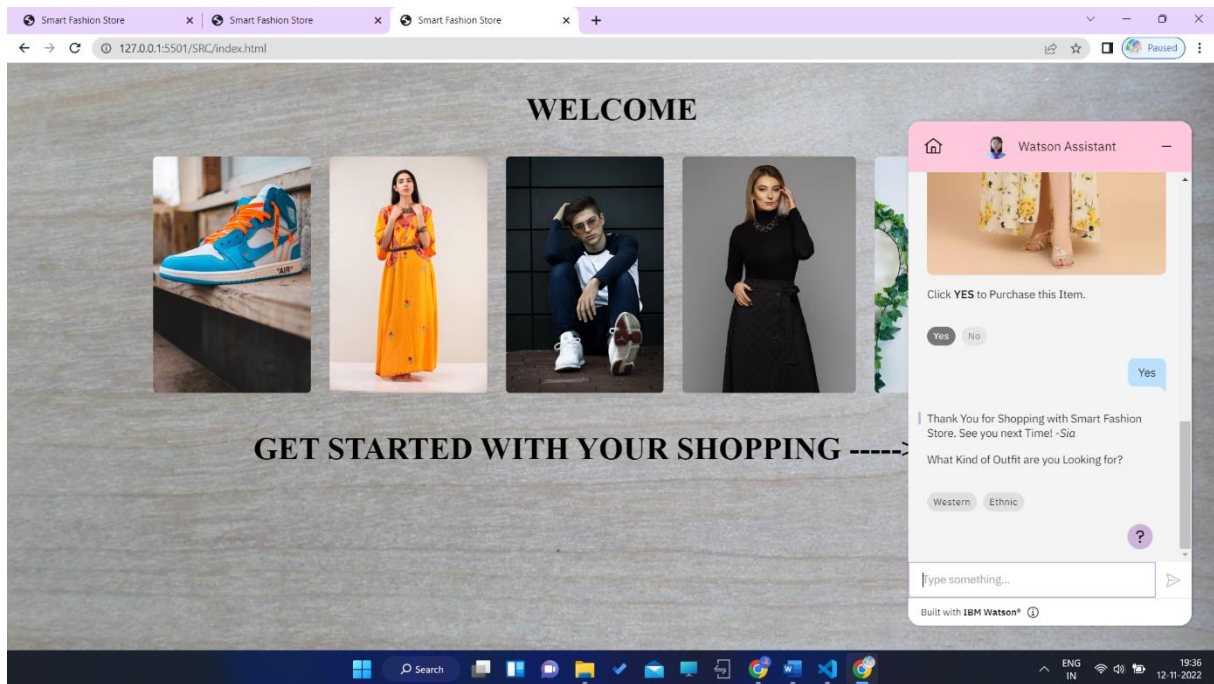 Smart Fashion Store
Smart Fashion Store
Smart Fashion Store
127.0.0.1:5501/SRC/index.html
Paused
WELCOME
"AIR"
GET STARTED WITH YOUR SHOPPING ----->
Watson Assistant
Click YES to Purchase this Item.
Yes
No
Yes
Thank You for Shopping with Smart Fashion
Store. See you next Time! -Sia
What Kind of Outfit are you Looking for?
Western
Ethnic
?
Type something...
Built with IBM Watson®
Search
ENG
IN
19:36
12-11-2022